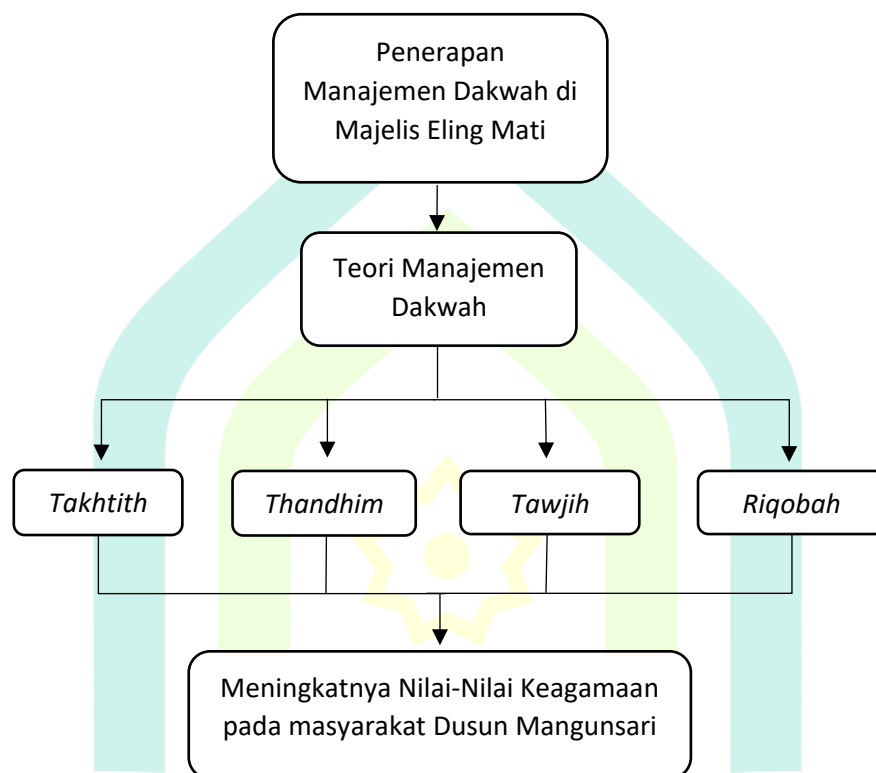 Penerapan
Manajemen Dakwah di
Majelis Eling Mati
Teori Manajemen
Dakwah
Takhtith
Thandhim
Tawjih
Riqobah
Meningkatnya Nilai-Nilai Keagamaan
pada masyarakat Dusun Mangunsari